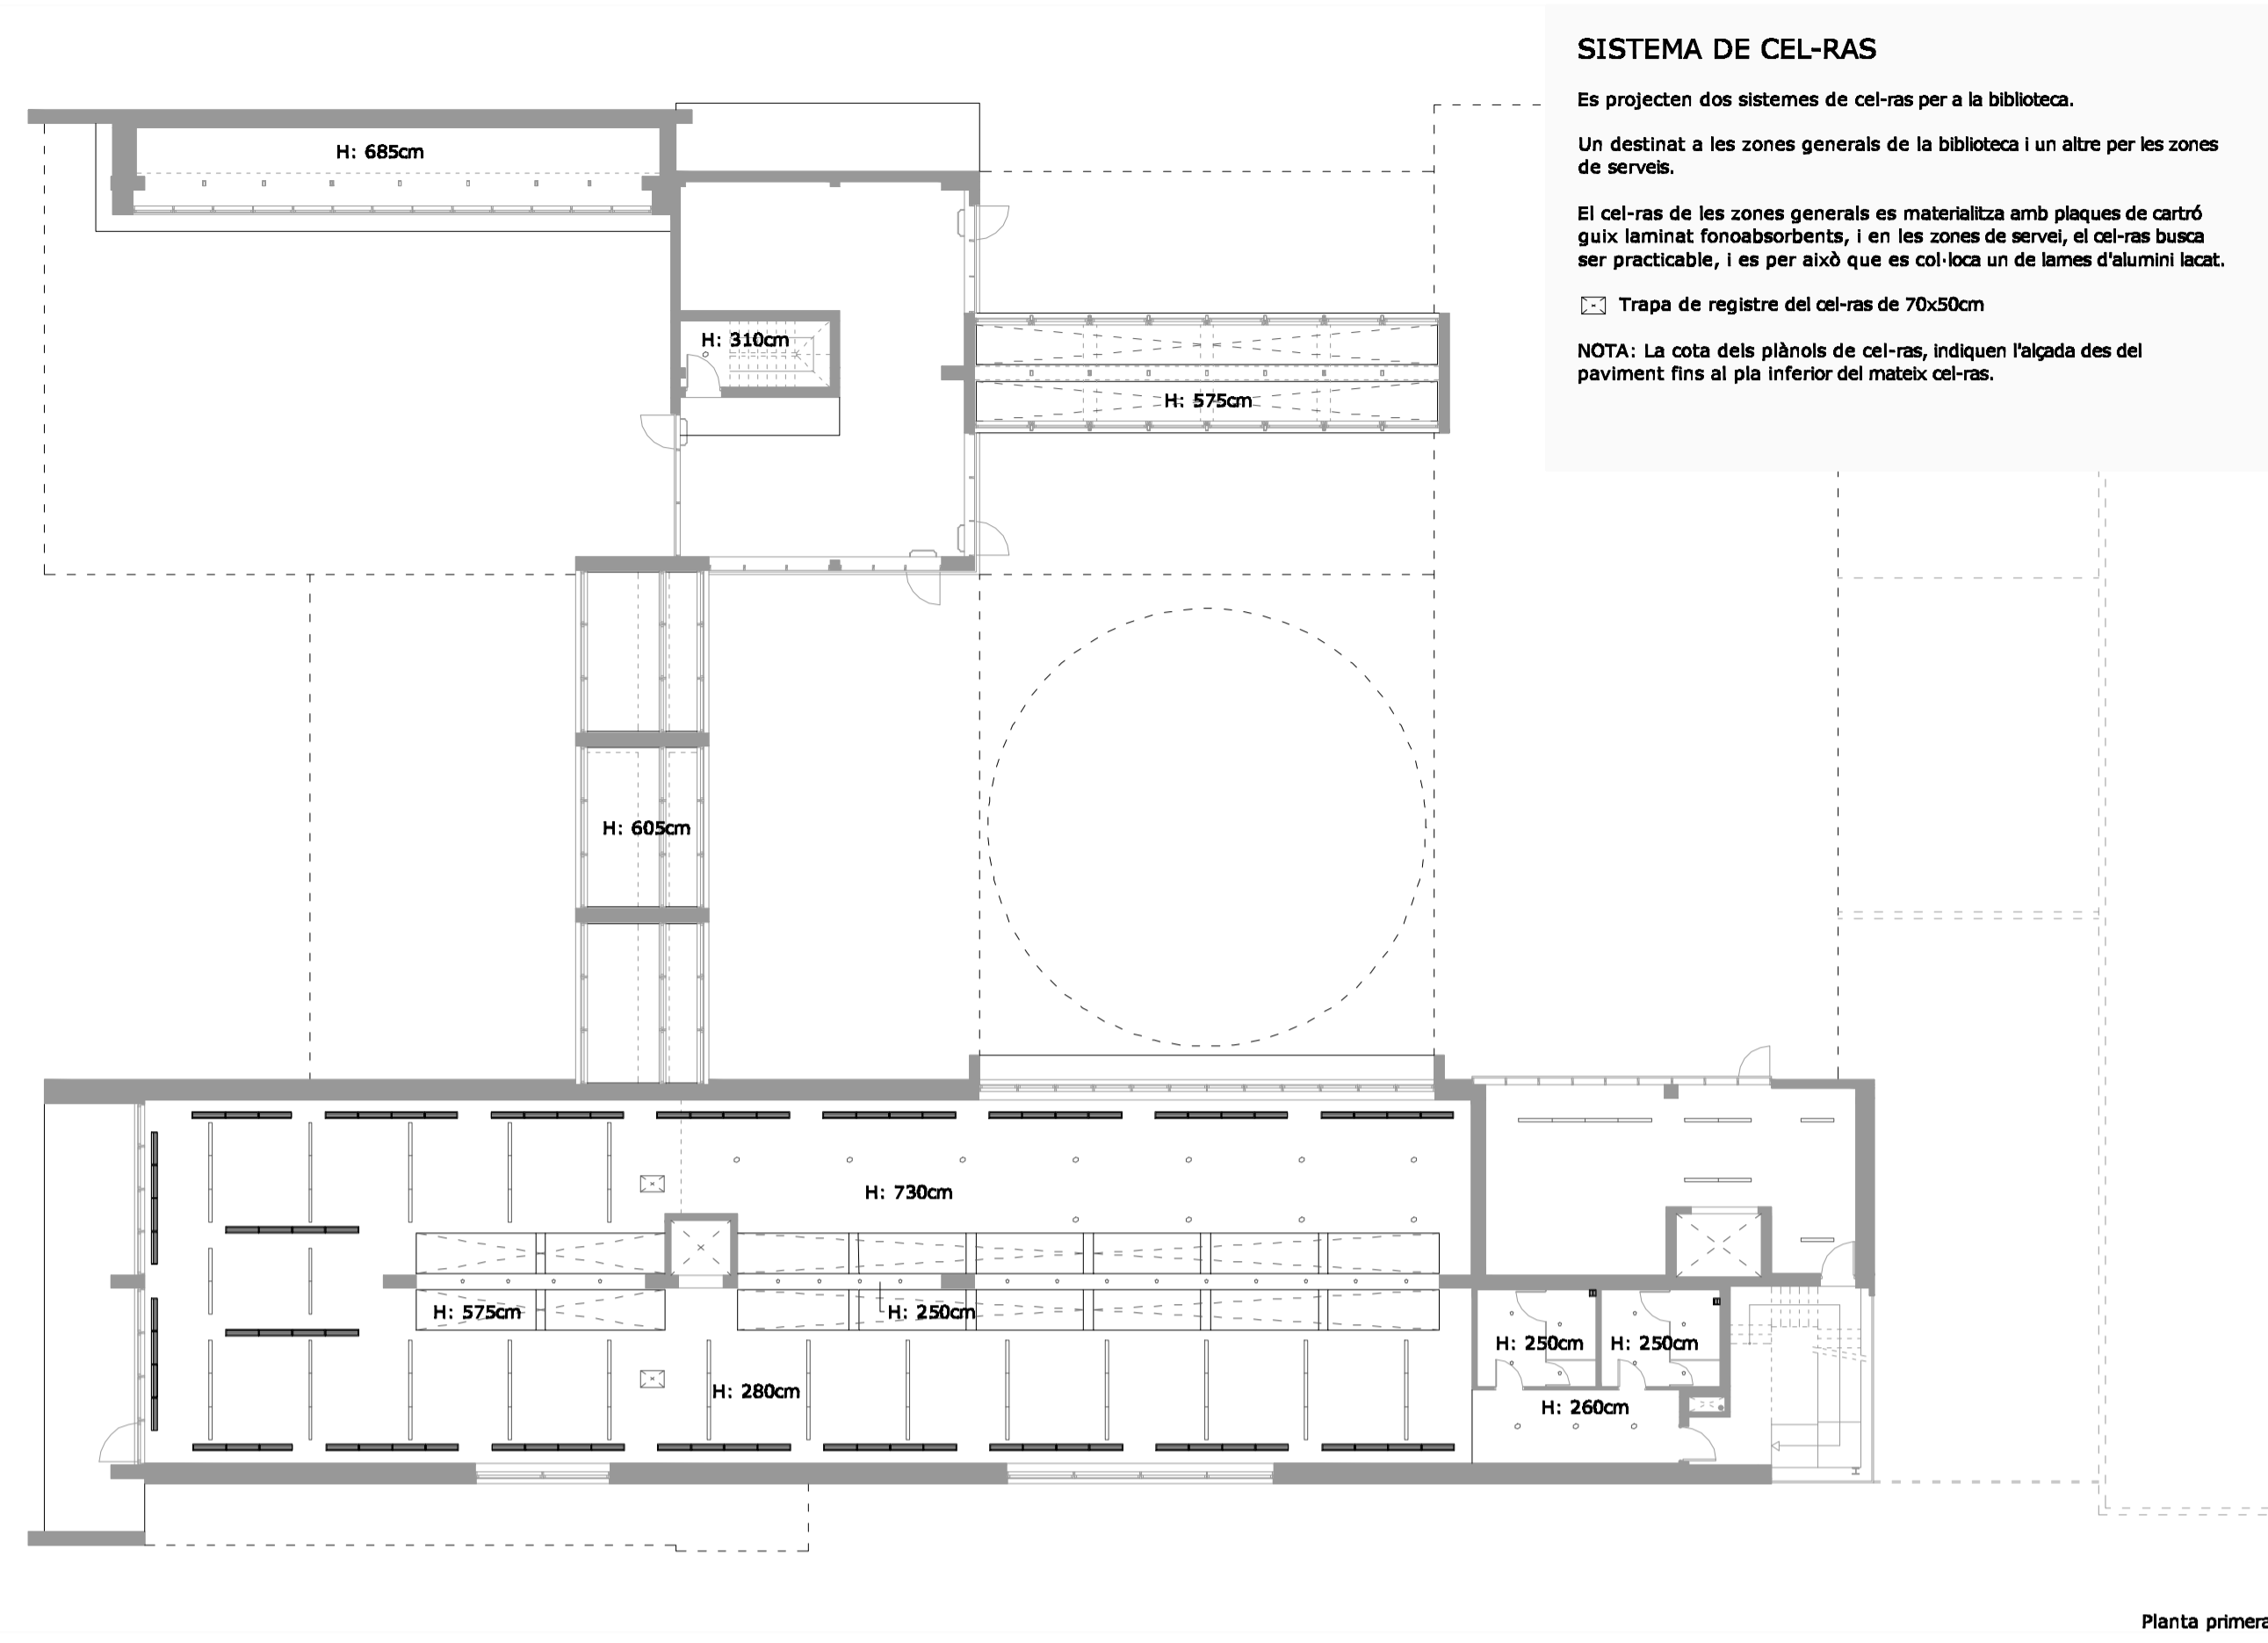 SISTEMA DE CEL-RAS
Es projecten dos sistemes de cel-ras per a la biblioteca.
Un destinat a les zones generals de la biblioteca i un altre per les zones
de serveis.
El cel-ras de les zones generals es materialitza amb plaques de cartró
guix laminat fonoabsorbents, i en les zones de servei, el cel-ras busca
ser practicable, i es per això que es col·loca un de lames d'alumini lacat.
Trapa de registre del cel-ras de 70x50cm
NOTA: La cota dels plànols de cel-ras, indiquen l'alçada des del
paviment fins al pla inferior del mateix cel-ras.
H: 685cm
H: 310cm
H: 575cm
H: 605cm
H: 730cm
H: 575cm
H: 250cm
H: 250cm
H: 250cm
H: 280cm
H: 260cm
Planta primera